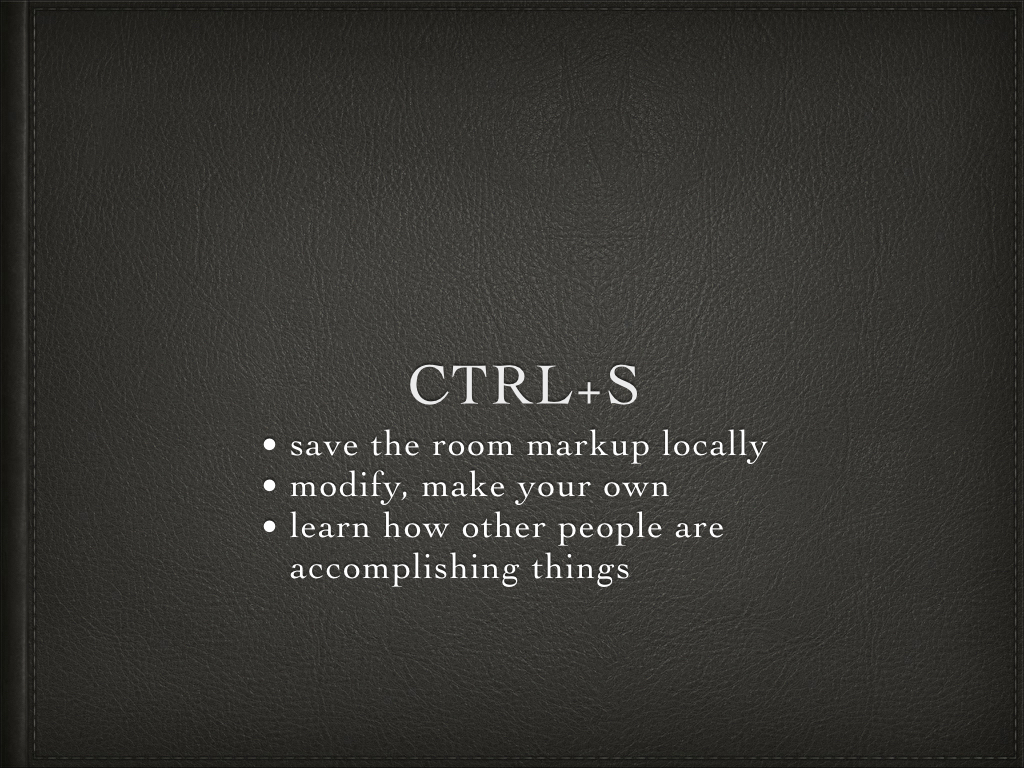 CTRL+S
• save the room markup locally
• modify, make your own
• learn how other people are
accomplishing things